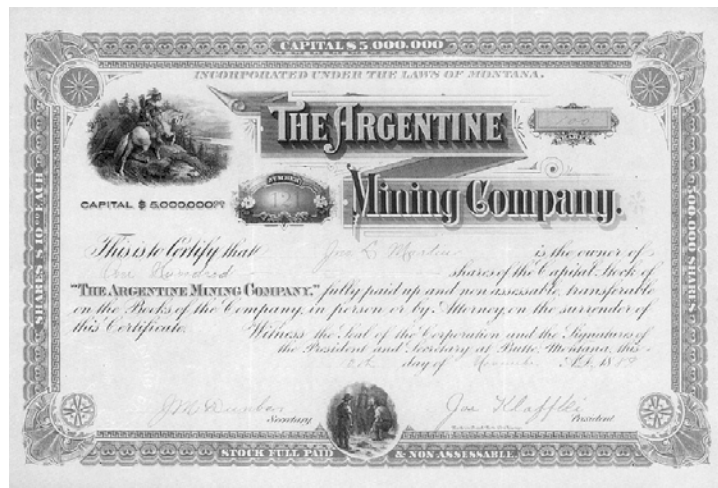 CAPITAL $ 5 000.000
INCORPORATED UNDER THE LAWS OF MONTANA.
THE ARGENTINE
Mining Company.
NUMBER
12
CAPITAL $ 5.000.000
SHARES $ 10 EACH
SHARES 500.000
This is to Certify that Martin is the owner of
One Hundred shares of the Capital Stock of
"THE ARGENTINE MINING COMPANY," fully paid up and non assessable, transferable
on the Books of the Company, in person or by Attorney, on the surrender of
this Certificate. Witness the Seal of the Corporation and the Signatures of
the President and Secretary at Butte, Montana, this
day of A.D. 18
Secretary
President
STOCK FULL PAID & NON ASSESSABLE.